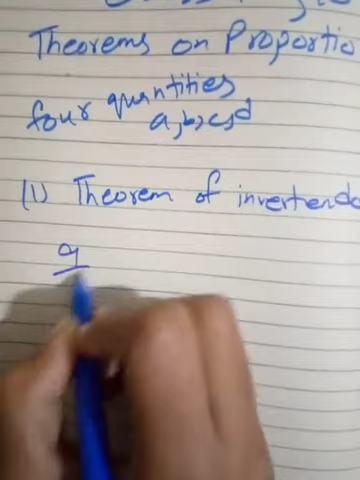 Theorems on Proportio
four quantities
a, b, c, d
(1) Theorem of invertendo
a